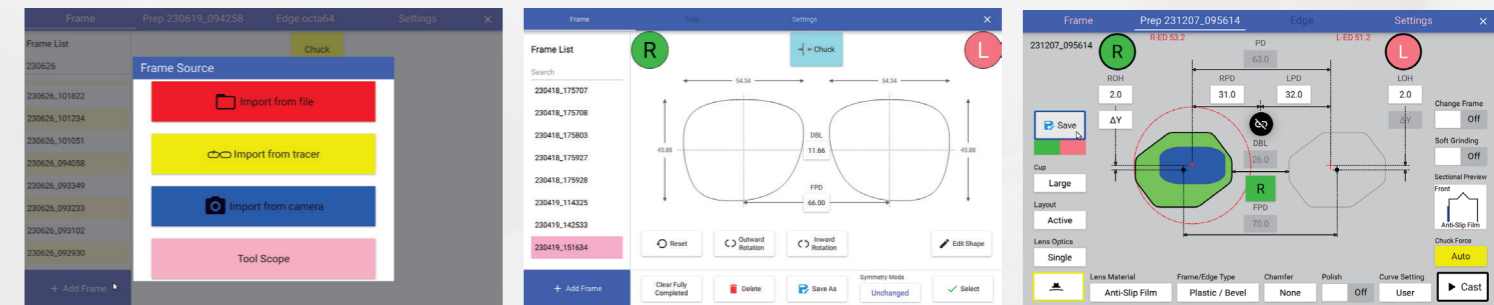 Frame Prep 230619_094258 Edge octa64 Settings ×
Frame List
Chuck
230626
Frame Source
230626_101822
Import from file
230626_101234
230626_101051
Import from tracer
230626_094058
230626_093349
Import from camera
230626_093233
230626_093102
230626_092930
Tool Scope
+ Add Frame
Frame Task Settings ×
Frame List
R
Chuck
L
Search
230418_175707
54.34 54.34
230418_175708
230418_175803
DBL
45.88 11.66 45.88
230418_175927
230418_175928
FPD
230419_114325
66.00
230419_142533
230419_151634
Reset
Outward Rotation
Inward Rotation
Edit Shape
+ Add Frame
Clear Fully Completed
Delete
Save As
Symmetry Mode
Unchanged
Select
Frame Prep 231207_095614 Edge Settings ×
231207_095614
R
R-ED 53.2
PD
63.0
L-ED 51.2
L
ROH
2.0
RPD
31.0
LPD
32.0
LOH
2.0
Change Frame
Off
ΔY
ΔY
Save
DBL
26.0
Soft Grinding
Off
Cup
Large
R
FPD
70.0
Sectional Preview
Front
Anti-Slip Film
Layout
Active
Lens Optics
Single
Chuck Force
Auto
Lens Material
Anti-Slip Film
Frame/Edge Type
Plastic / Bevel
Chamfer
None
Polish
Off
Curve Setting
User
Cast